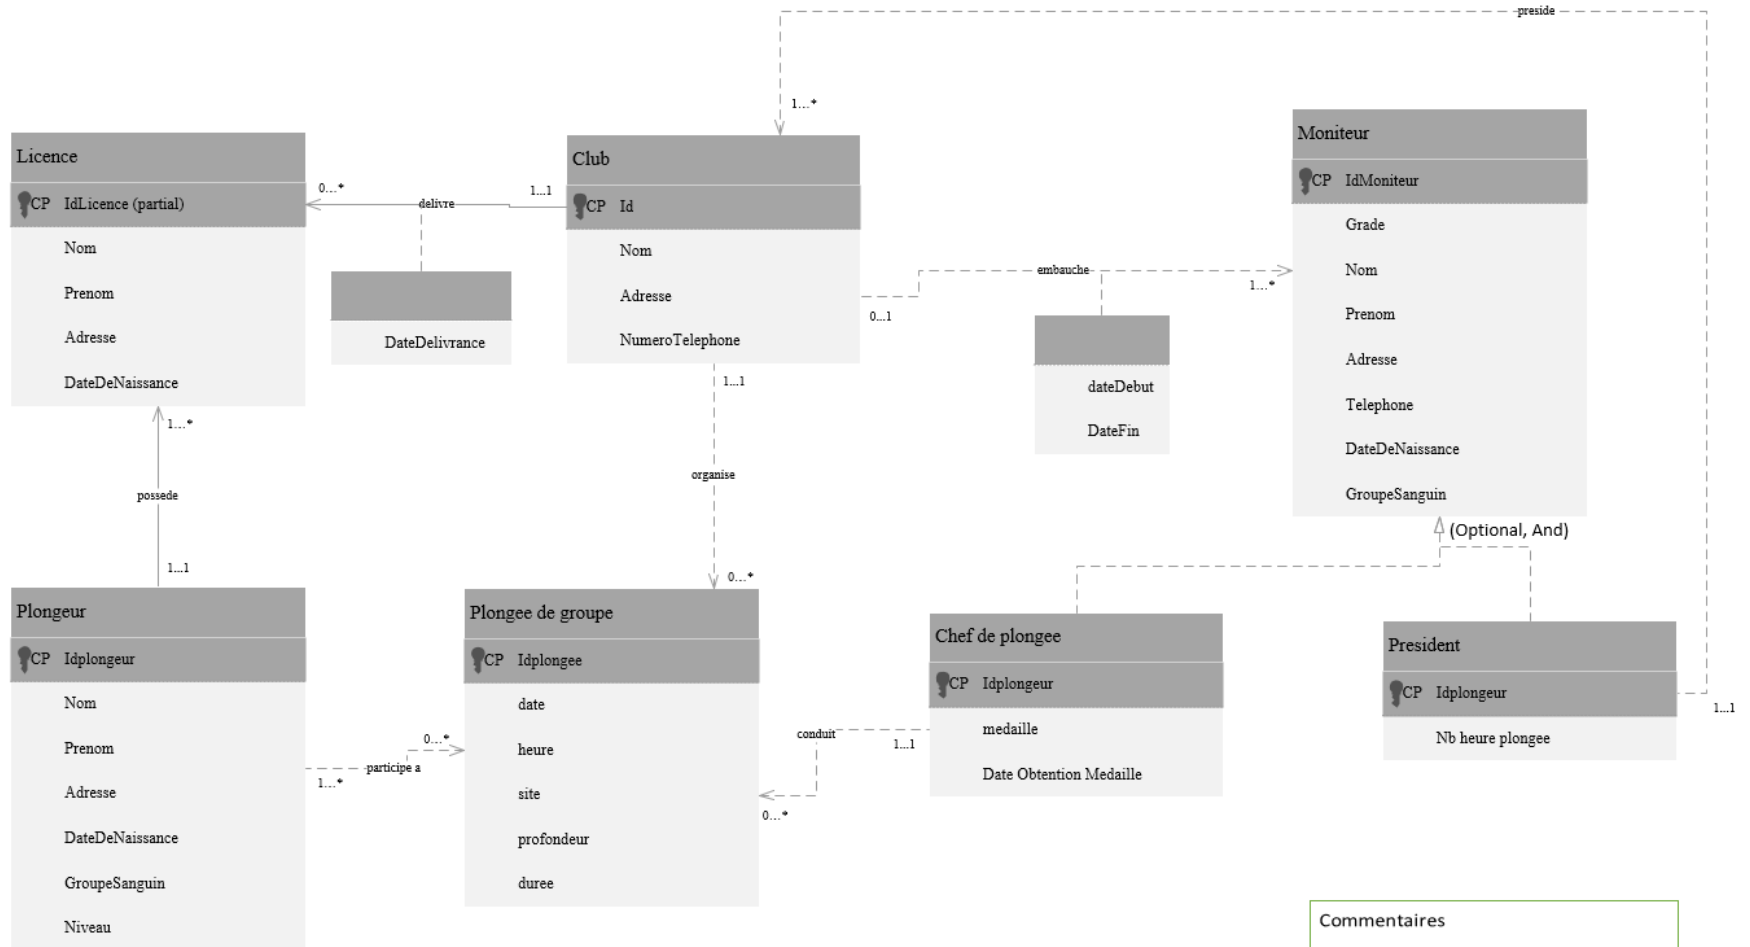 preside
1...*
Licence
CP IdLicence (partial)
Nom
Prenom
Adresse
DateDeNaissance
0...*
delivre
1...1
DateDelivrance
Club
CP Id
Nom
Adresse
NumeroTelephone
0...1
embauche
1...*
dateDebut
DateFin
Moniteur
CP IdMoniteur
Grade
Nom
Prenom
Adresse
Telephone
DateDeNaissance
GroupeSanguin
(Optional, And)
1...*
possede
1...1
1...1
organise
0...*
Plongeur
CP Idplongeur
Nom
Prenom
Adresse
DateDeNaissance
GroupeSanguin
Niveau
0...*
participe a
1...*
Plongee de groupe
CP Idplongee
date
heure
site
profondeur
duree
conduit
1...1
0...*
Chef de plongee
CP Idplongeur
medaille
Date Obtention Medaille
President
CP Idplongeur
Nb heure plongee
1...1
Commentaires